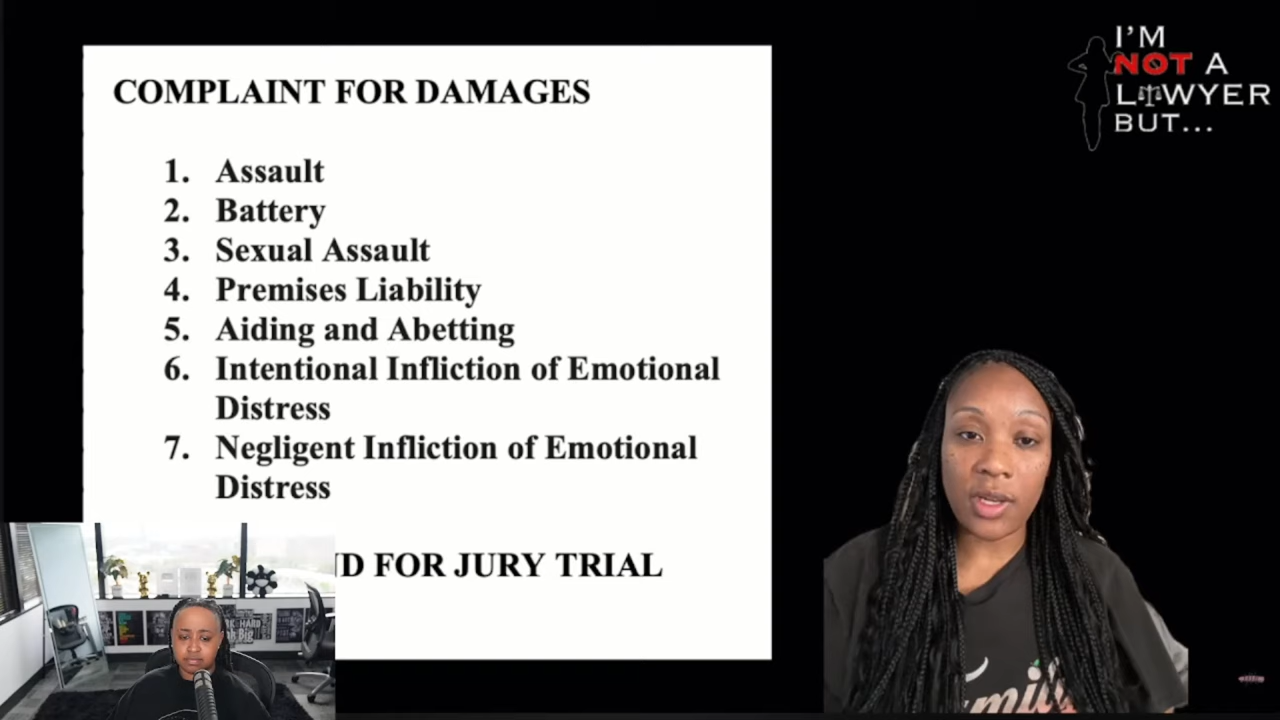 COMPLAINT FOR DAMAGES
1. Assault
2. Battery
3. Sexual Assault
4. Premises Liability
5. Aiding and Abetting
6. Intentional Infliction of Emotional
Distress
7. Negligent Infliction of Emotional
Distress
FOR JURY TRIAL
I'M
NOT A
LAWYER
BUT...